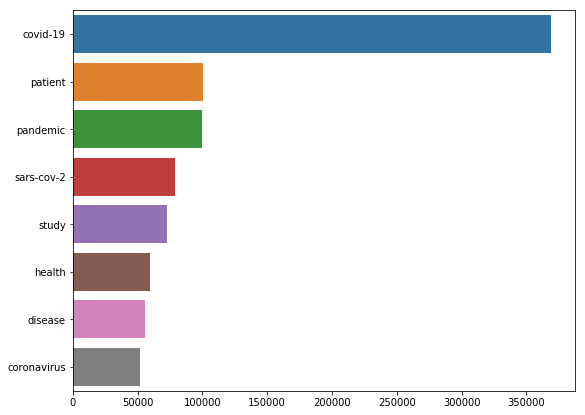 covid-19
patient
pandemic
sars-cov-2
study
health
disease
coronavirus
0 50000 100000 150000 200000 250000 300000 350000